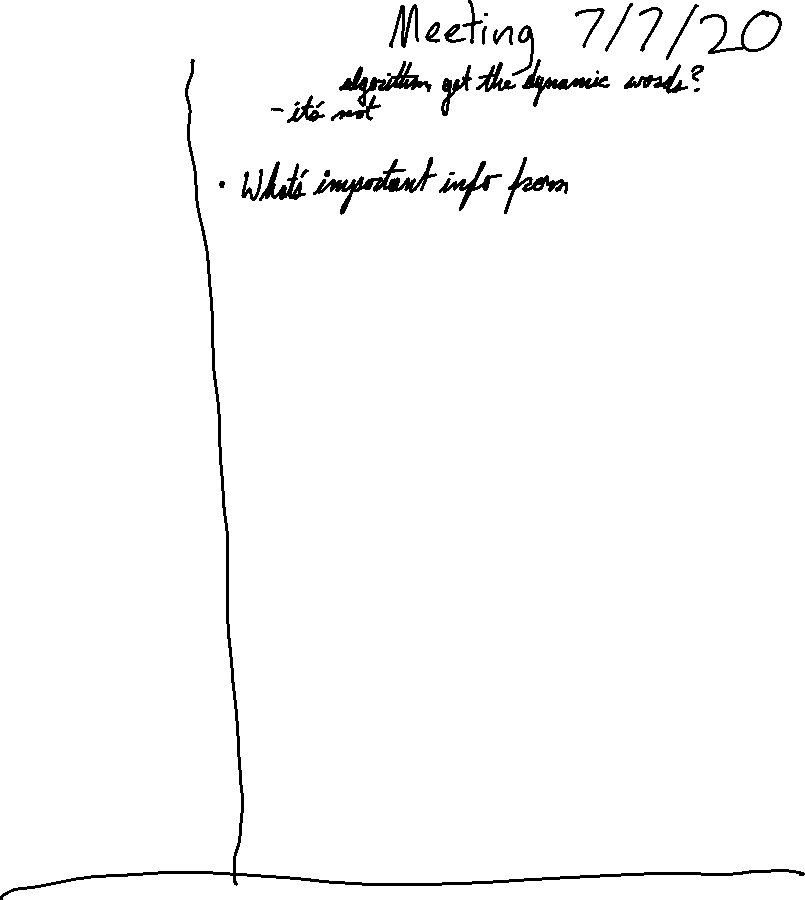 Meeting 7/7/20
algorithm get the dynamic words?
- it's not
• What's important info from